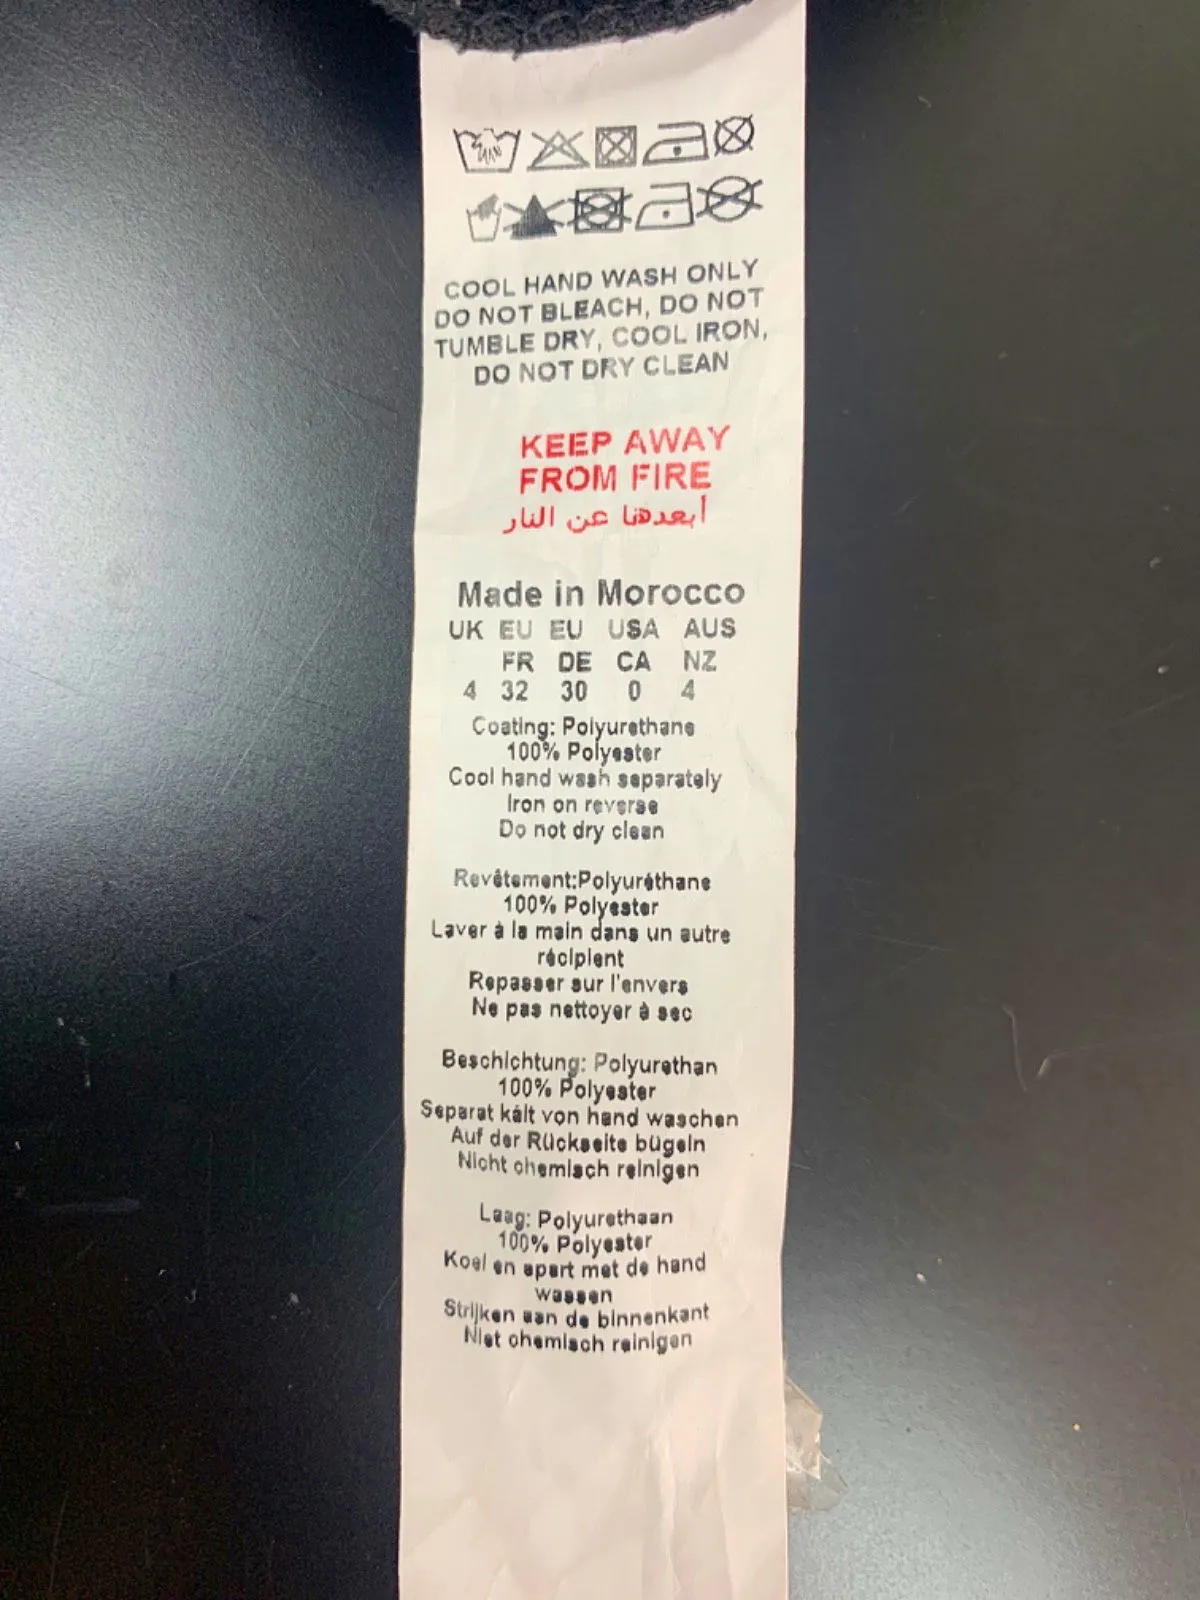 COOL HAND WASH ONLY
DO NOT BLEACH, DO NOT
TUMBLE DRY, COOL IRON,
DO NOT DRY CLEAN
KEEP AWAY
FROM FIRE
أبعدها عن النار
Made in Morocco
UK EU EU USA AUS
FR DE CA NZ
4 32 30 0 4
Coating: Polyurethane
100% Polyester
Cool hand wash separately
Iron on reverse
Do not dry clean
Revêtement:Polyuréthane
100% Polyester
Laver à la main dans un autre
récipient
Repasser sur l'envers
Ne pas nettoyer à sec
Beschichtung: Polyurethan
100% Polyester
Separat kält von hand waschen
Auf der Rückseite bügeln
Nicht chemisch reinigen
Laag: Polyurethaan
100% Polyester
Koel en apart met de hand
wassen
Strijken aan de binnenkant
Niet chemisch reinigen